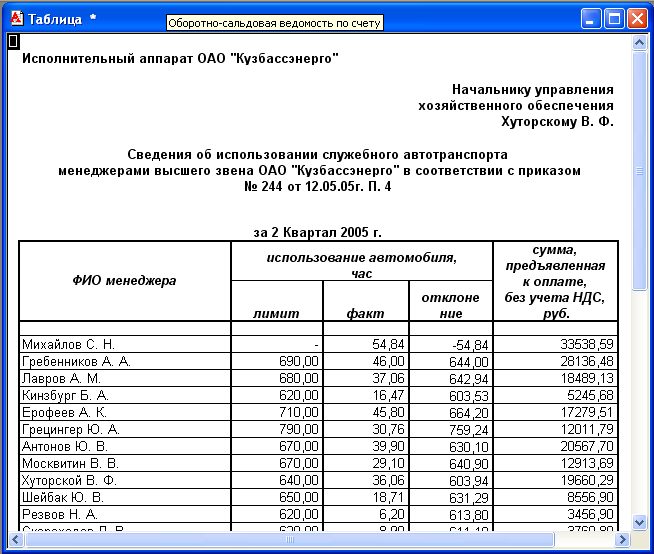 Таблица *
Оборотно-сальдовая ведомость по счету
Исполнительный аппарат ОАО "Кузбассэнерго"
Начальнику управления
хозяйственного обеспечения
Хуторскому В. Ф.
Сведения об использовании служебного автотранспорта
менеджерами высшего звена ОАО "Кузбассэнерго" в соответствии с приказом
№ 244 от 12.05.05г. П. 4
за 2 Квартал 2005 г.
ФИО менеджера
использование автомобиля,
час
лимит факт отклоне
ние
сумма,
предъявленная
к оплате,
без учета НДС,
руб.
Михайлов С. Н. - 54,84 -54,84 33538,59
Гребенников А. А. 690,00 46,00 644,00 28136,48
Лавров А. М. 680,00 37,06 642,94 18489,13
Кинзбург Б. А. 620,00 16,47 603,53 5245,68
Ерофеев А. К. 710,00 45,80 664,20 17279,51
Грецингер Ю. А. 790,00 30,76 759,24 12011,79
Антонов Ю. В. 670,00 39,90 630,10 20567,70
Москвитин В. В. 670,00 29,10 640,90 12913,69
Хуторской В. Ф. 640,00 36,06 603,94 19660,29
Шейбак Ю. В. 650,00 18,71 631,29 8556,90
Резвов Н. А. 620,00 6,20 613,80 3456,90